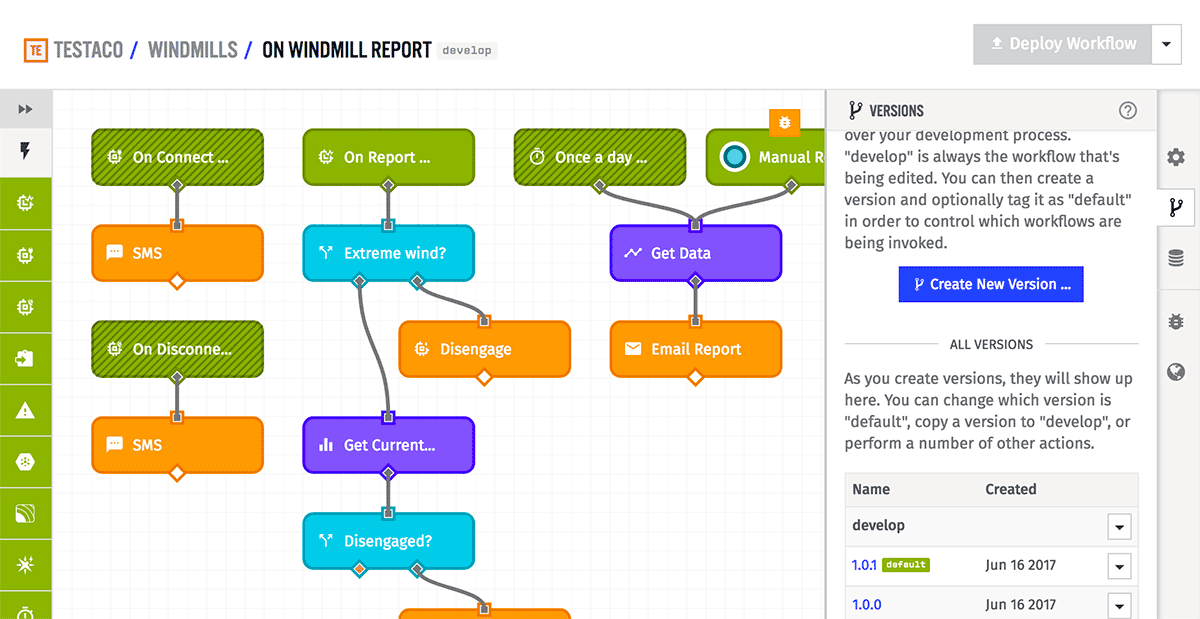 TE TESTACO / WINDMILLS / ON WINDMILL REPORT develop
Deploy Workflow
On Connect ...
On Report ...
Once a day ...
Manual R
SMS
Extreme wind?
Get Data
On Disconne...
Disengage
Email Report
SMS
Get Current...
Disengaged?
VERSIONS
over your development process.
"develop" is always the workflow that's
being edited. You can then create a
version and optionally tag it as "default"
in order to control which workflows are
being invoked.
Create New Version ...
ALL VERSIONS
As you create versions, they will show up
here. You can change which version is
"default", copy a version to "develop", or
perform a number of other actions.
Name Created
develop
1.0.1 default Jun 16 2017
1.0.0 Jun 16 2017